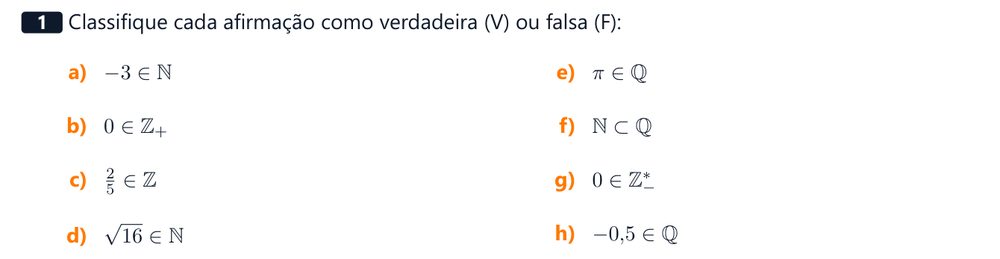 1 Classifique cada afirmação como verdadeira (V) ou falsa (F):
a) −3 ∈ ℕ
b) 0 ∈ ℤ₊
c) 2/5 ∈ ℤ
d) √16 ∈ ℕ
e) π ∈ ℚ
f) ℕ ⊂ ℚ
g) 0 ∈ ℤ*₋
h) −0,5 ∈ ℚ